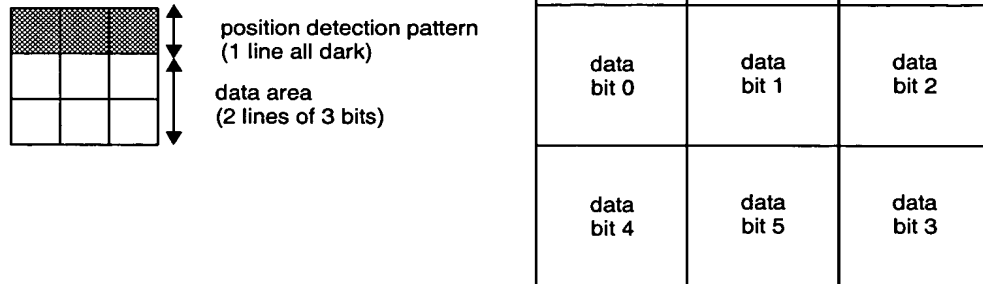 position detection pattern
(1 line all dark)
data area
(2 lines of 3 bits)
data
bit 0
data
bit 1
data
bit 2
data
bit 4
data
bit 5
data
bit 3